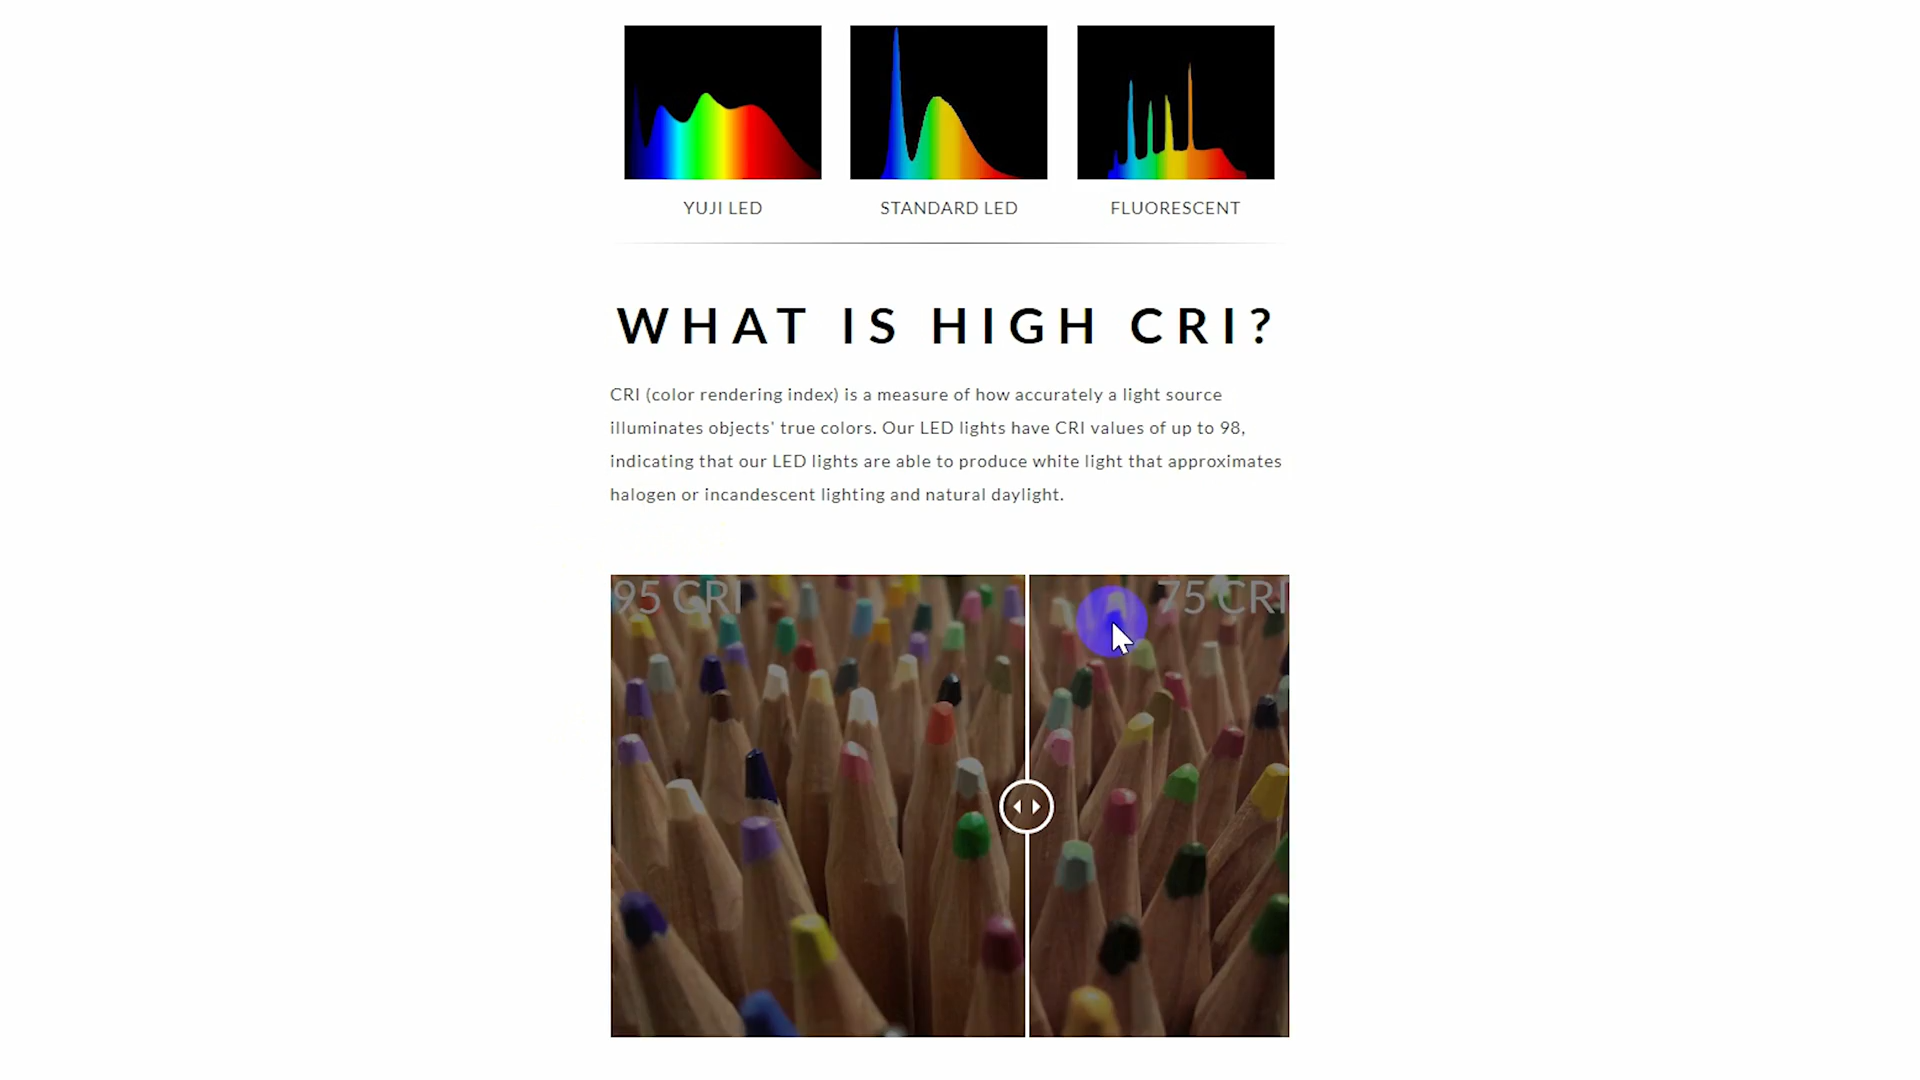 YUJI LED
STANDARD LED
FLUORESCENT
WHAT IS HIGH CRI?
CRI (color rendering index) is a measure of how accurately a light source
illuminates objects' true colors. Our LED lights have CRI values of up to 98,
indicating that our LED lights are able to produce white light that approximates
halogen or incandescent lighting and natural daylight.
95 CRI
75 CRI